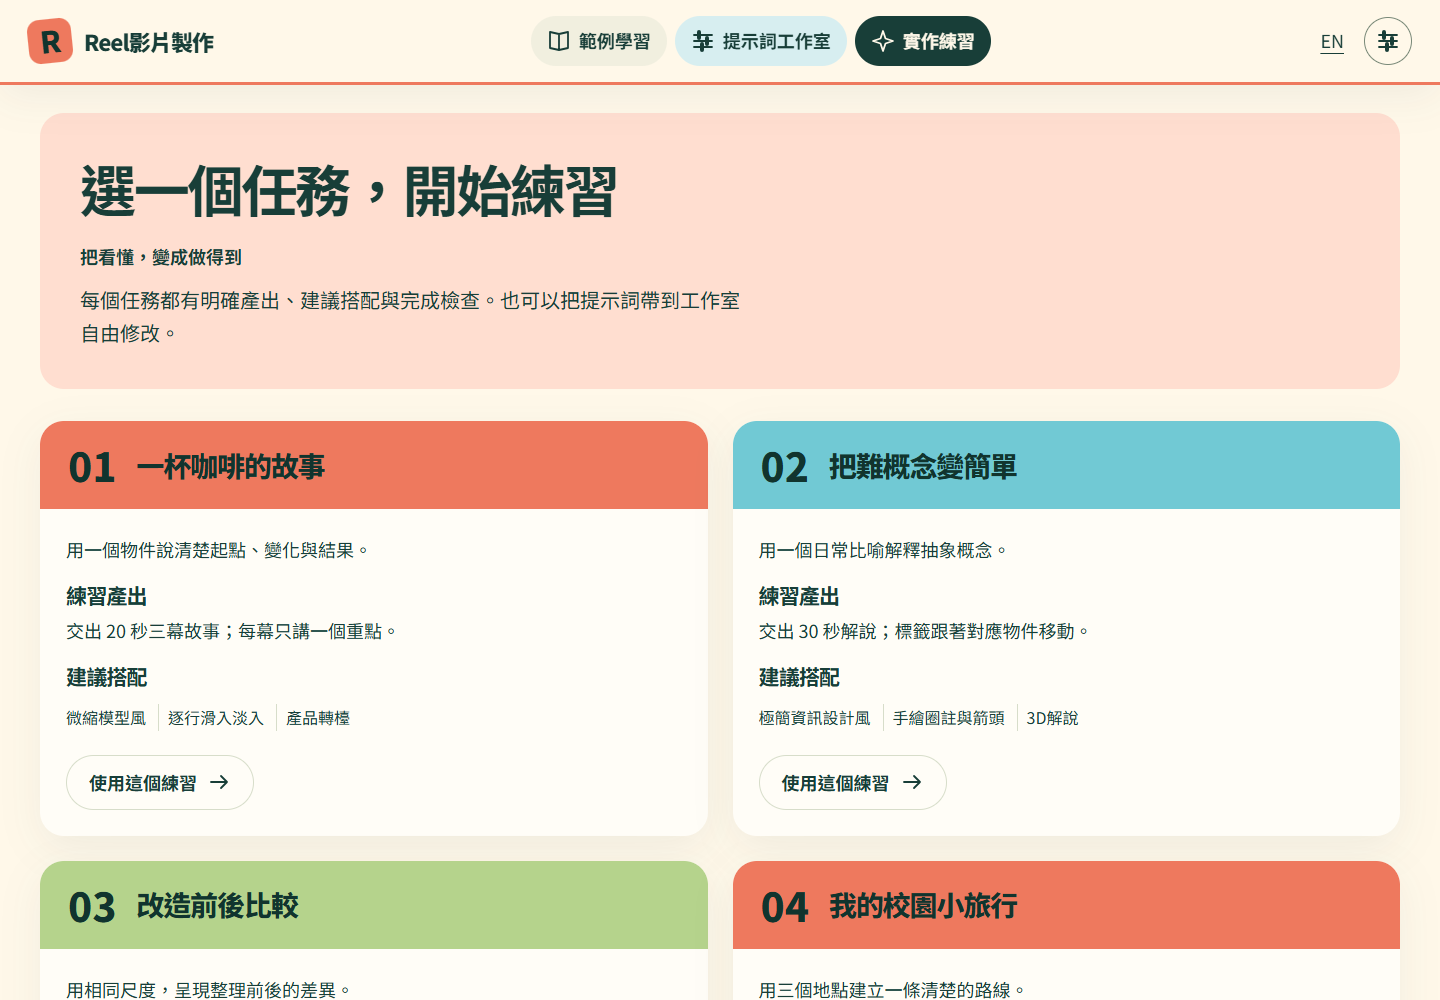 R Reel影片製作
範例學習
提示詞工作室
實作練習
EN
選一個任務，開始練習
把看懂，變成做得到
每個任務都有明確產出、建議搭配與完成檢查。也可以把提示詞帶到工作室
自由修改。
01 一杯咖啡的故事
用一個物件說清楚起點、變化與結果。
練習產出
交出 20 秒三幕故事；每幕只講一個重點。
建議搭配
微縮模型風 逐行滑入淡入 產品轉檯
使用這個練習
02 把難概念變簡單
用一個日常比喻解釋抽象概念。
練習產出
交出 30 秒解說；標籤跟著對應物件移動。
建議搭配
極簡資訊設計風 手繪圈註與箭頭 3D解說
使用這個練習
03 改造前後比較
用相同尺度，呈現整理前後的差異。
04 我的校園小旅行
用三個地點建立一條清楚的路線。